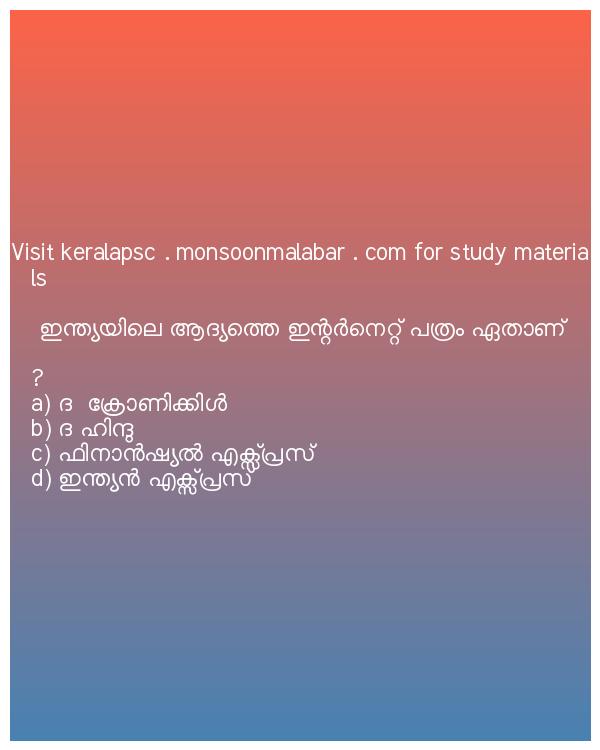 Visit keralapsc . monsoonmalabar . com for study materia
ls
ഇന്ത്യയിലെ ആദ്യത്തെ ഇന്റർനെറ്റ് പത്രം ഏതാണ്
?
a) ദ  ക്രോണിക്കിൾ
b) ദ ഹിന്ദു
c) ഫിനാൻഷ്യൽ എക്സ്പ്രസ്
d) ഇന്ത്യൻ എക്സ്പ്രസ്